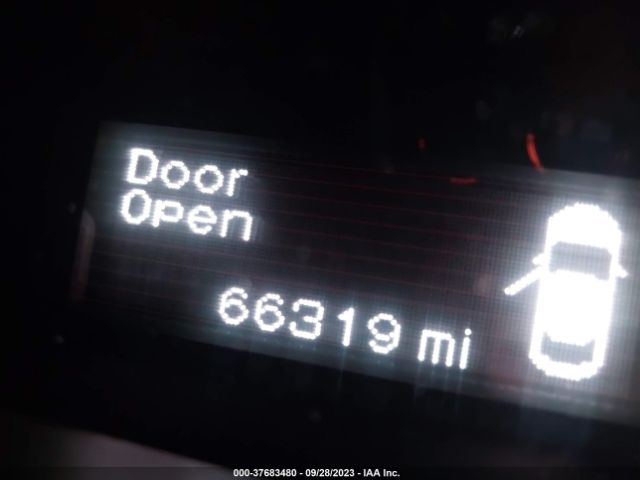 Door
Open
66319 mi
000-37683480 - 09/28/2023 - IAA Inc.